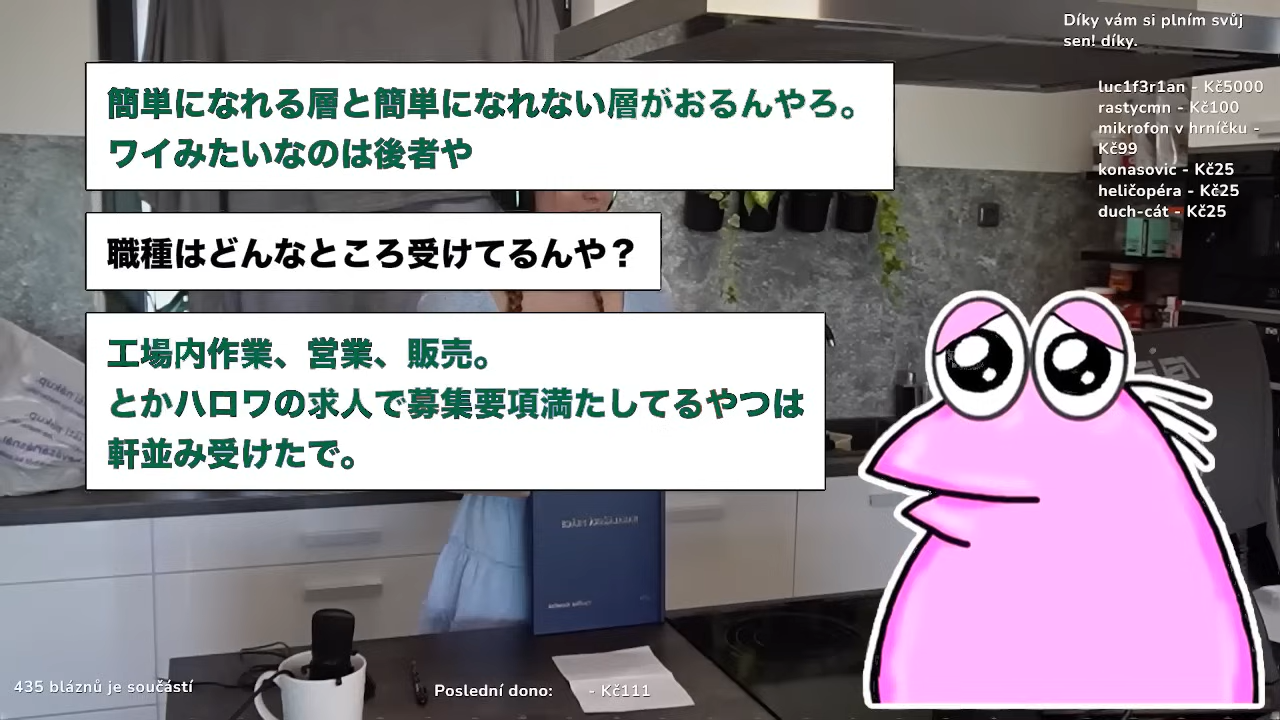 Díky vám si plním svůj
sen! díky.
luc1f3r1an - Kč5000
rastycmn - Kč100
mikrofon v hrníčku -
Kč99
konasovic - Kč25
heličopéra - Kč25
duch-cát - Kč25
簡単になれる層と簡単になれない層がおるんやろ。
ワイみたいなのは後者や
職種はどんなところ受けてるんや？
工場内作業、営業、販売。
とかハロワの求人で募集要項満たしてるやつは
軒並み受けたで。
435 bláznů je součástí
Poslední dono: - Kč111